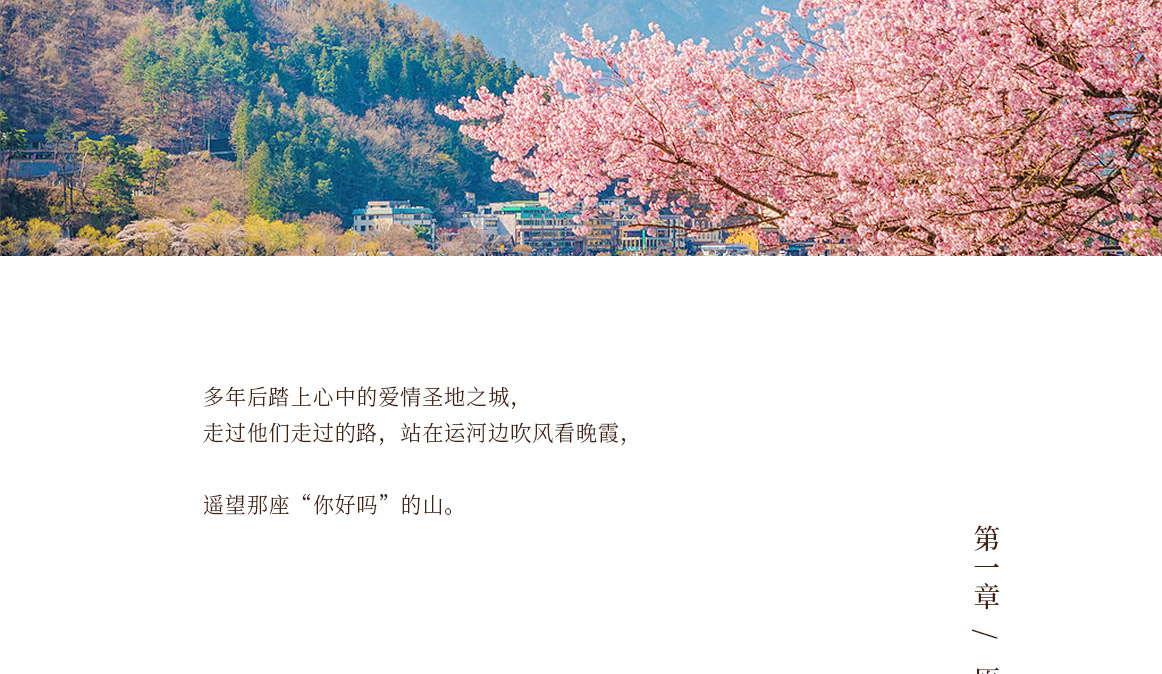 多年后踏上心中的爱情圣地之城，
走过他们走过的路，站在运河边吹风看晚霞，
遥望那座“你好吗”的山。
第一章 /